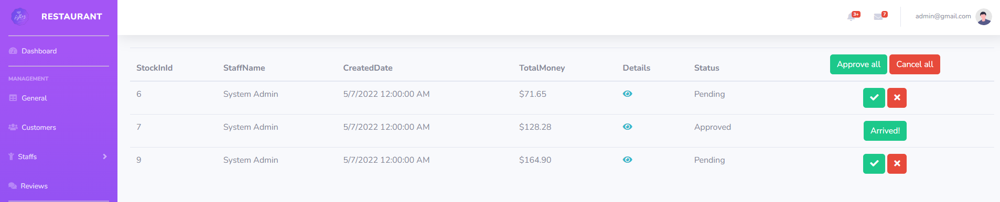 RESTAURANT
3+
7
admin@gmail.com
Dashboard
MANAGEMENT
General
Customers
Staffs
Reviews
StockInId StaffName CreatedDate TotalMoney Details Status Approve all Cancel all
6 System Admin 5/7/2022 12:00:00 AM $71.65 Pending
7 System Admin 5/7/2022 12:00:00 AM $128.28 Approved Arrived!
9 System Admin 5/7/2022 12:00:00 AM $164.90 Pending